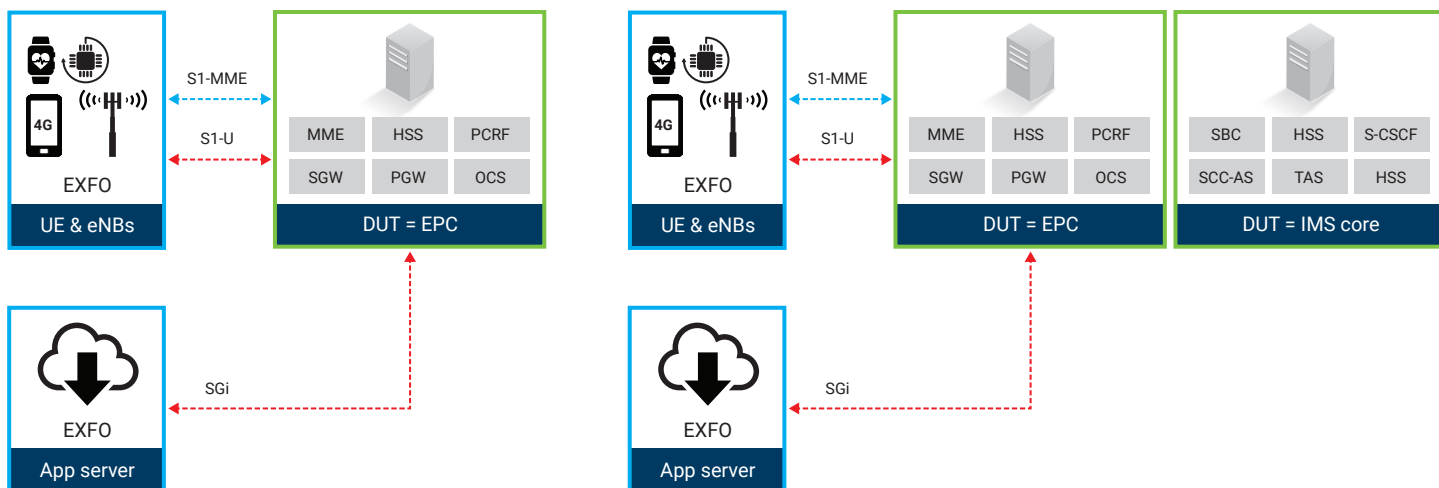 S1-MME
4G
S1-U
EXFO
UE & eNBs
MME HSS PCRF
SGW PGW OCS
DUT = EPC
SGi
EXFO
App server
S1-MME
4G
S1-U
EXFO
UE & eNBs
MME HSS PCRF
SGW PGW OCS
DUT = EPC
SBC HSS S-CSCF
SCC-AS TAS HSS
DUT = IMS core
SGi
EXFO
App server